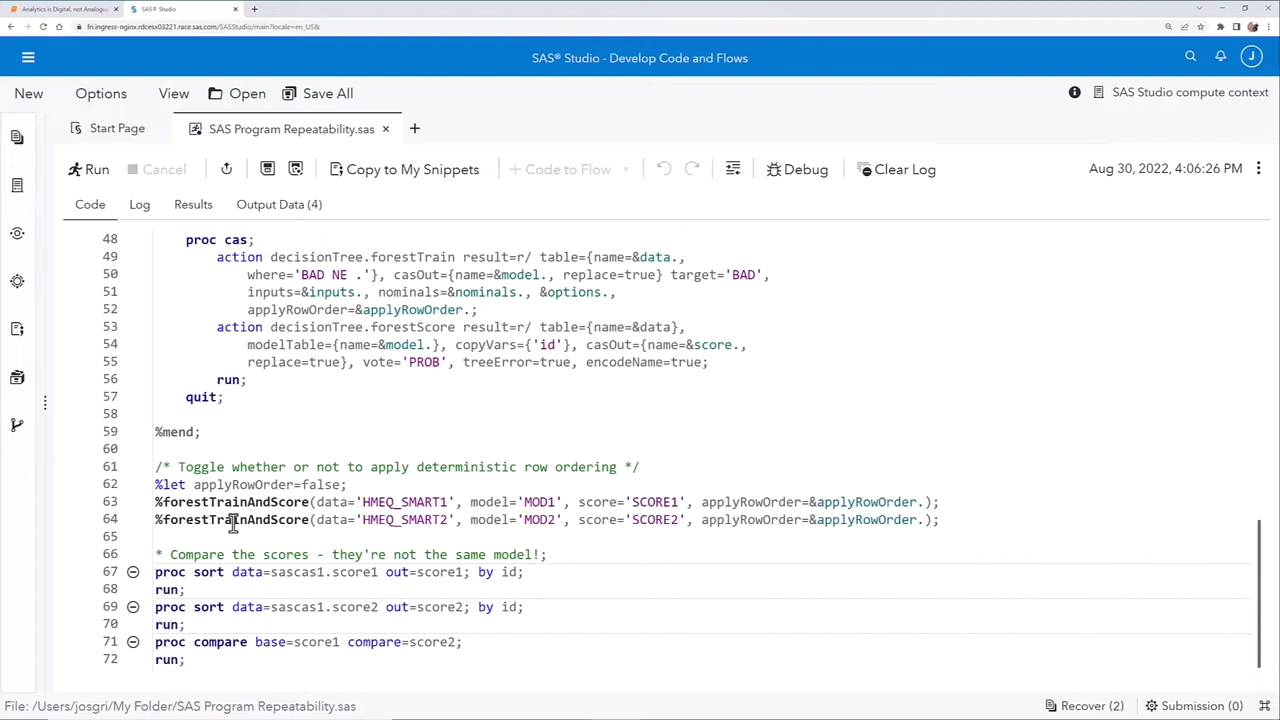 Analytics is Digital, not Analogue
SAS® Studio
fri.ingress-nginx.rdcesx03221.race.sas.com/SASStudio/main?locale=en_US&
SAS® Studio - Develop Code and Flows
J
New Options View Open Save All
SAS Studio compute context
Start Page SAS Program Repeatability.sas
Run Cancel Copy to My Snippets Code to Flow Debug Clear Log Aug 30, 2022, 4:06:26 PM
Code Log Results Output Data (4)
48 proc cas;
49 action decisionTree.forestTrain result=r/ table={name=&data.,
50 where='BAD NE .'}, casOut={name=&model., replace=true} target='BAD',
51 inputs=&inputs., nominals=&nominals., &options.,
52 applyRowOrder=&applyRowOrder.;
53 action decisionTree.forestScore result=r/ table={name=&data},
54 modelTable={name=&model.}, copyVars={'id'}, casOut={name=&score.,
55 replace=true}, vote='PROB', treeError=true, encodeName=true;
56 run;
57 quit;
58
59 %mend;
60
61 /* Toggle whether or not to apply deterministic row ordering */
62 %let applyRowOrder=false;
63 %forestTrainAndScore(data='HMEQ_SMART1', model='MOD1', score='SCORE1', applyRowOrder=&applyRowOrder.);
64 %forestTrainAndScore(data='HMEQ_SMART2', model='MOD2', score='SCORE2', applyRowOrder=&applyRowOrder.);
65
66 * Compare the scores - they're not the same model!;
67 proc sort data=sascas1.score1 out=score1; by id;
68 run;
69 proc sort data=sascas1.score2 out=score2; by id;
70 run;
71 proc compare base=score1 compare=score2;
72 run;
File: /Users/josgri/My Folder/SAS Program Repeatability.sas
Recover (2) Submission (0)